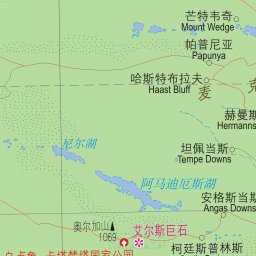 芒特韦奇
Mount Wedge
帕普尼亚
Papunya
哈斯特布拉夫
Haast Bluff
麦
克
赫曼斯
Hermanns
尼尔湖
坦佩当斯
Tempe Downs
阿马迪厄斯湖
安格斯当斯
Angas Downs
奥尔加山
1069
艾尔斯巨石
柯廷斯普林斯
Curtin Springs